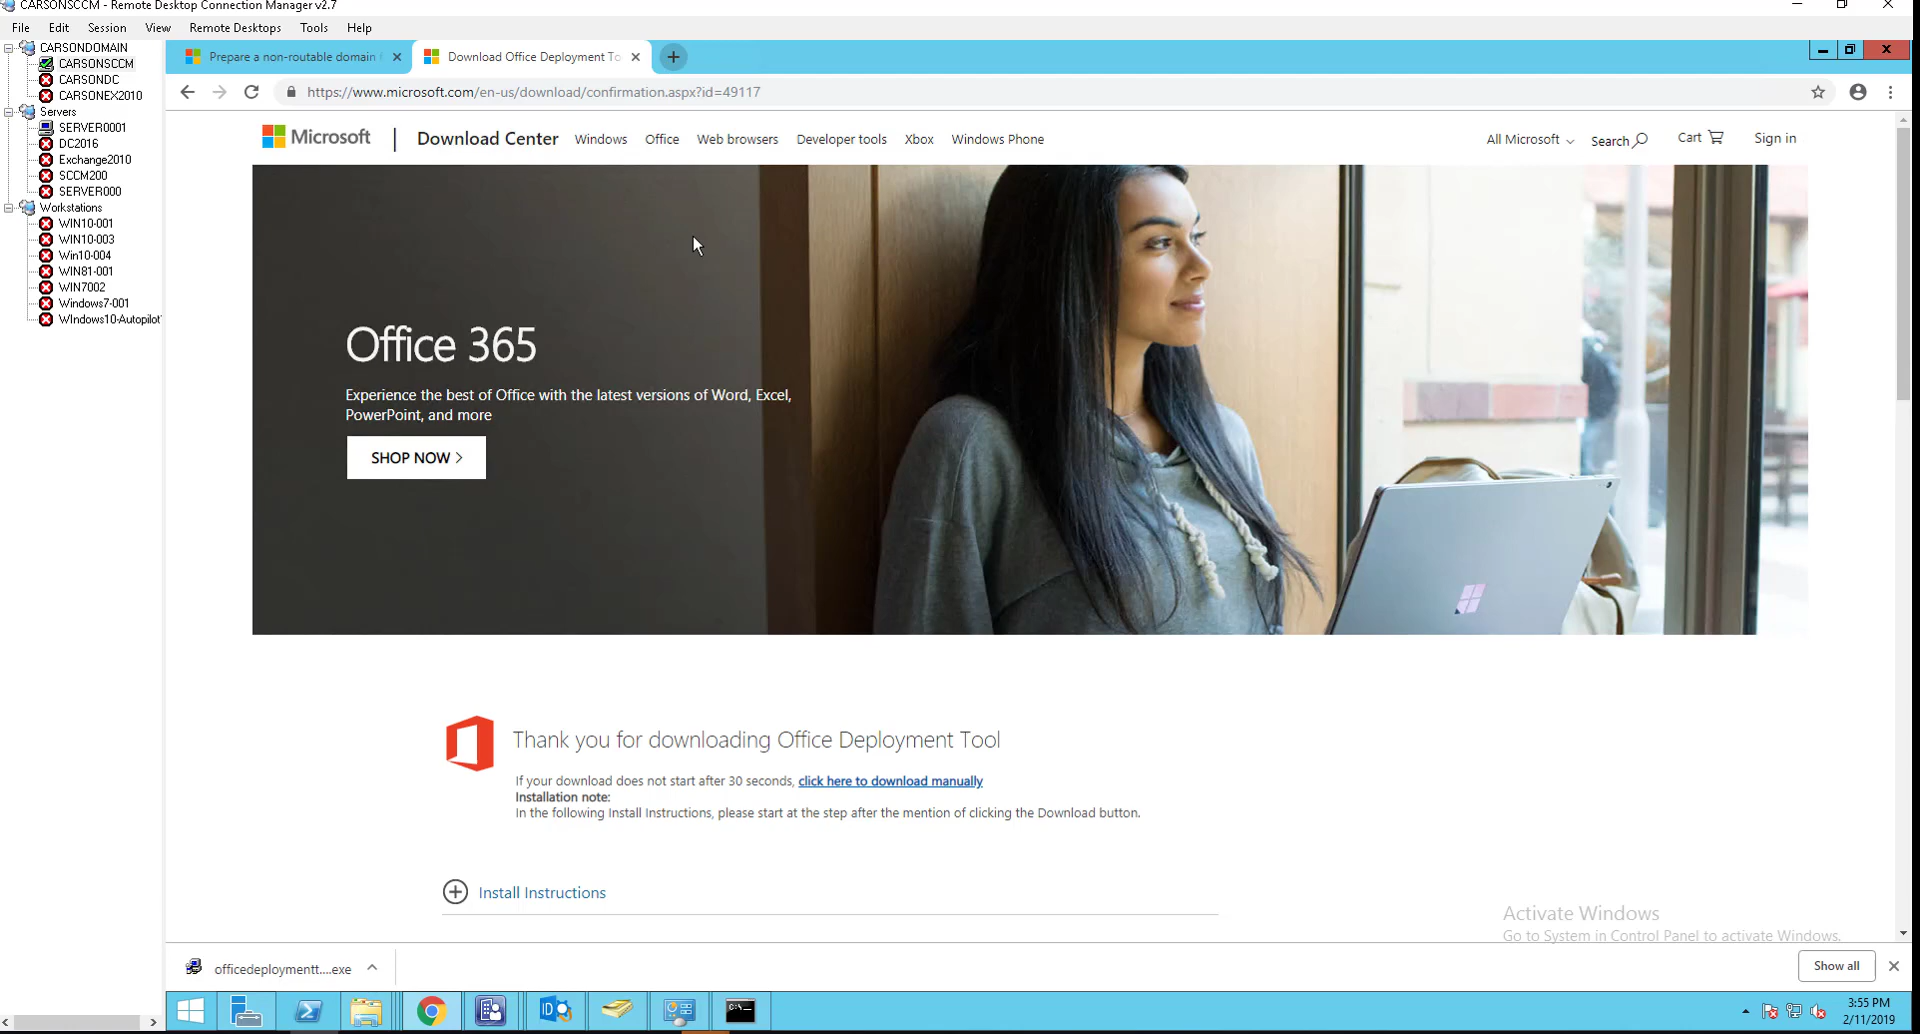 CARSONSCCM - Remote Desktop Connection Manager v2.7
File Edit Session View Remote Desktops Tools Help
CARSONDOMAIN
CARSONSCCM
CARSONDC
CARSONEX2010
Servers
SERVER0001
DC2016
Exchange2010
SCCM200
SERVER000
Workstations
WIN10-001
WIN10-003
Win10-004
WIN81-001
WIN7002
Windows7-001
WIndows10-Autopilot
Prepare a non-routable domain
Download Office Deployment To
https://www.microsoft.com/en-us/download/confirmation.aspx?id=49117
Microsoft | Download Center Windows Office Web browsers Developer tools Xbox Windows Phone All Microsoft Search Cart Sign in
Office 365
Experience the best of Office with the latest versions of Word, Excel,
PowerPoint, and more
SHOP NOW >
Thank you for downloading Office Deployment Tool
If your download does not start after 30 seconds, click here to download manually
Installation note:
In the following Install Instructions, please start at the step after the mention of clicking the Download button.
Install Instructions
Activate Windows
Go to System in Control Panel to activate Windows.
officedeploymentt....exe
Show all
3:55 PM
2/11/2019